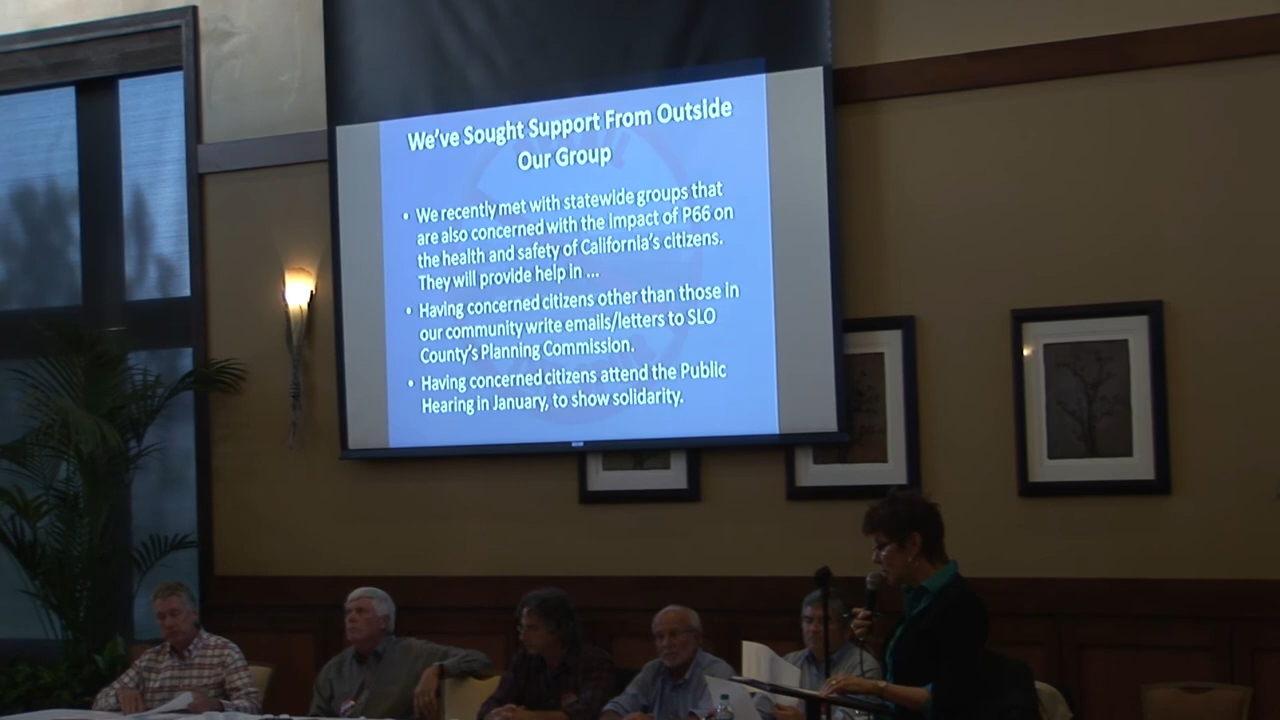 We've Sought Support From Outside
Our Group
• We recently met with statewide groups that
are also concerned with the impact of P66 on
the health and safety of California's citizens.
They will provide help in ...
• Having concerned citizens other than those in
our community write emails/letters to SLO
County's Planning Commission.
• Having concerned citizens attend the Public
Hearing in January, to show solidarity.